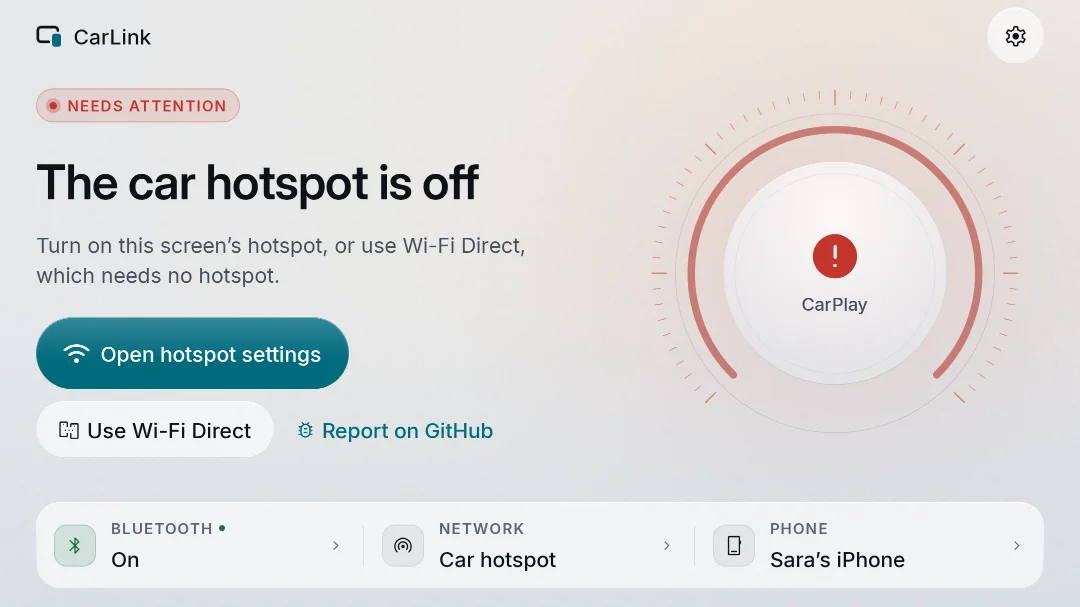 CarLink
NEEDS ATTENTION
The car hotspot is off
Turn on this screen’s hotspot, or use Wi-Fi Direct,
which needs no hotspot.
Open hotspot settings
Use Wi-Fi Direct
Report on GitHub
CarPlay
BLUETOOTH
On
NETWORK
Car hotspot
PHONE
Sara’s iPhone